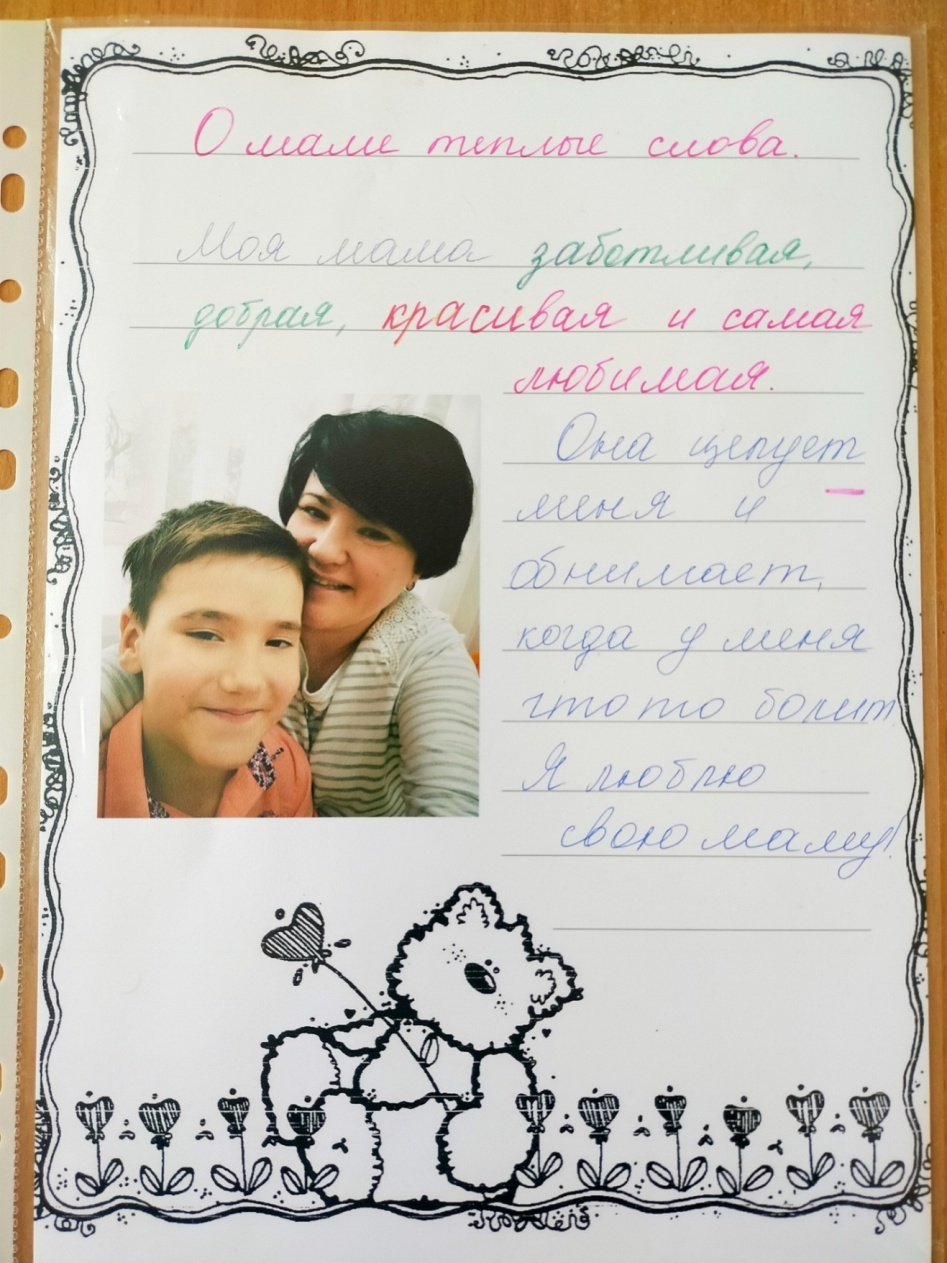 О маме теплые слова.
Моя мама заботливая,
добрая, красивая и самая
любимая.
Она целует
меня и
обнимает,
когда у меня
что то болит
Я люблю
свою маму!